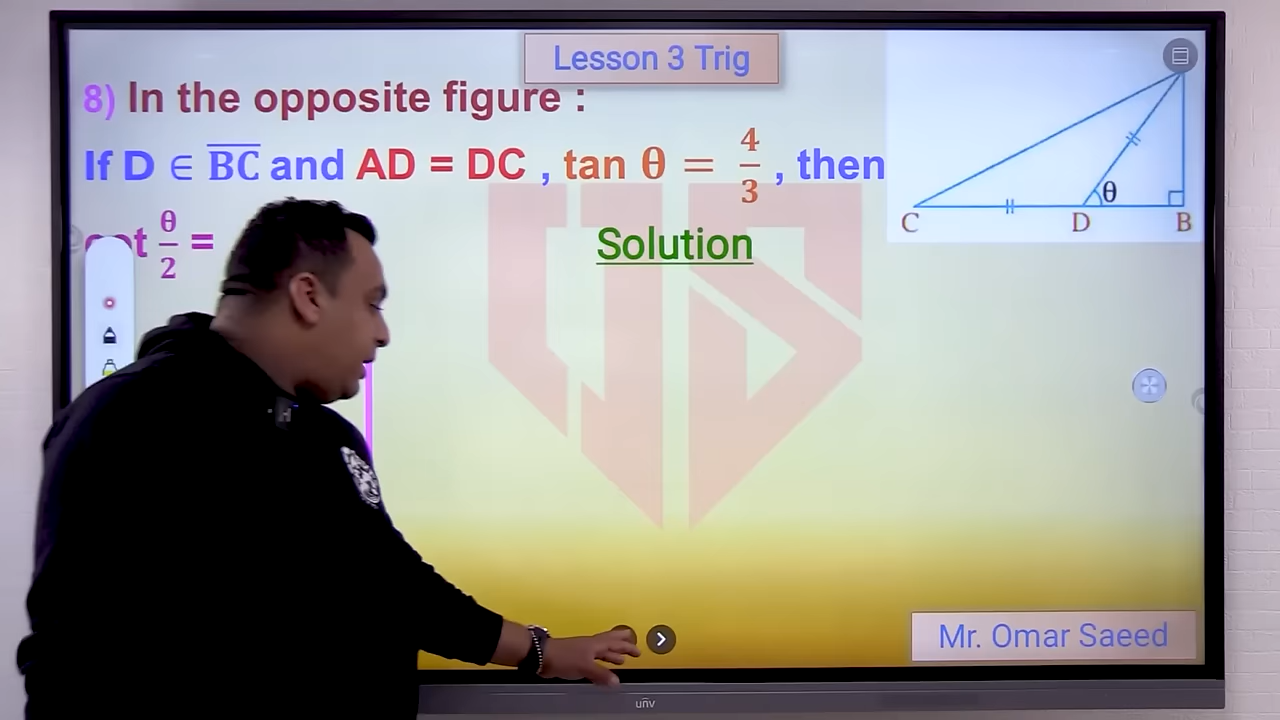 Lesson 3 Trig
8) In the opposite figure :
If D ∈ B̅C̅ and AD = DC , tan θ = 4/3 , then
θ/2 =
Solution
θ
C D B
Mr. Omar Saeed
unv